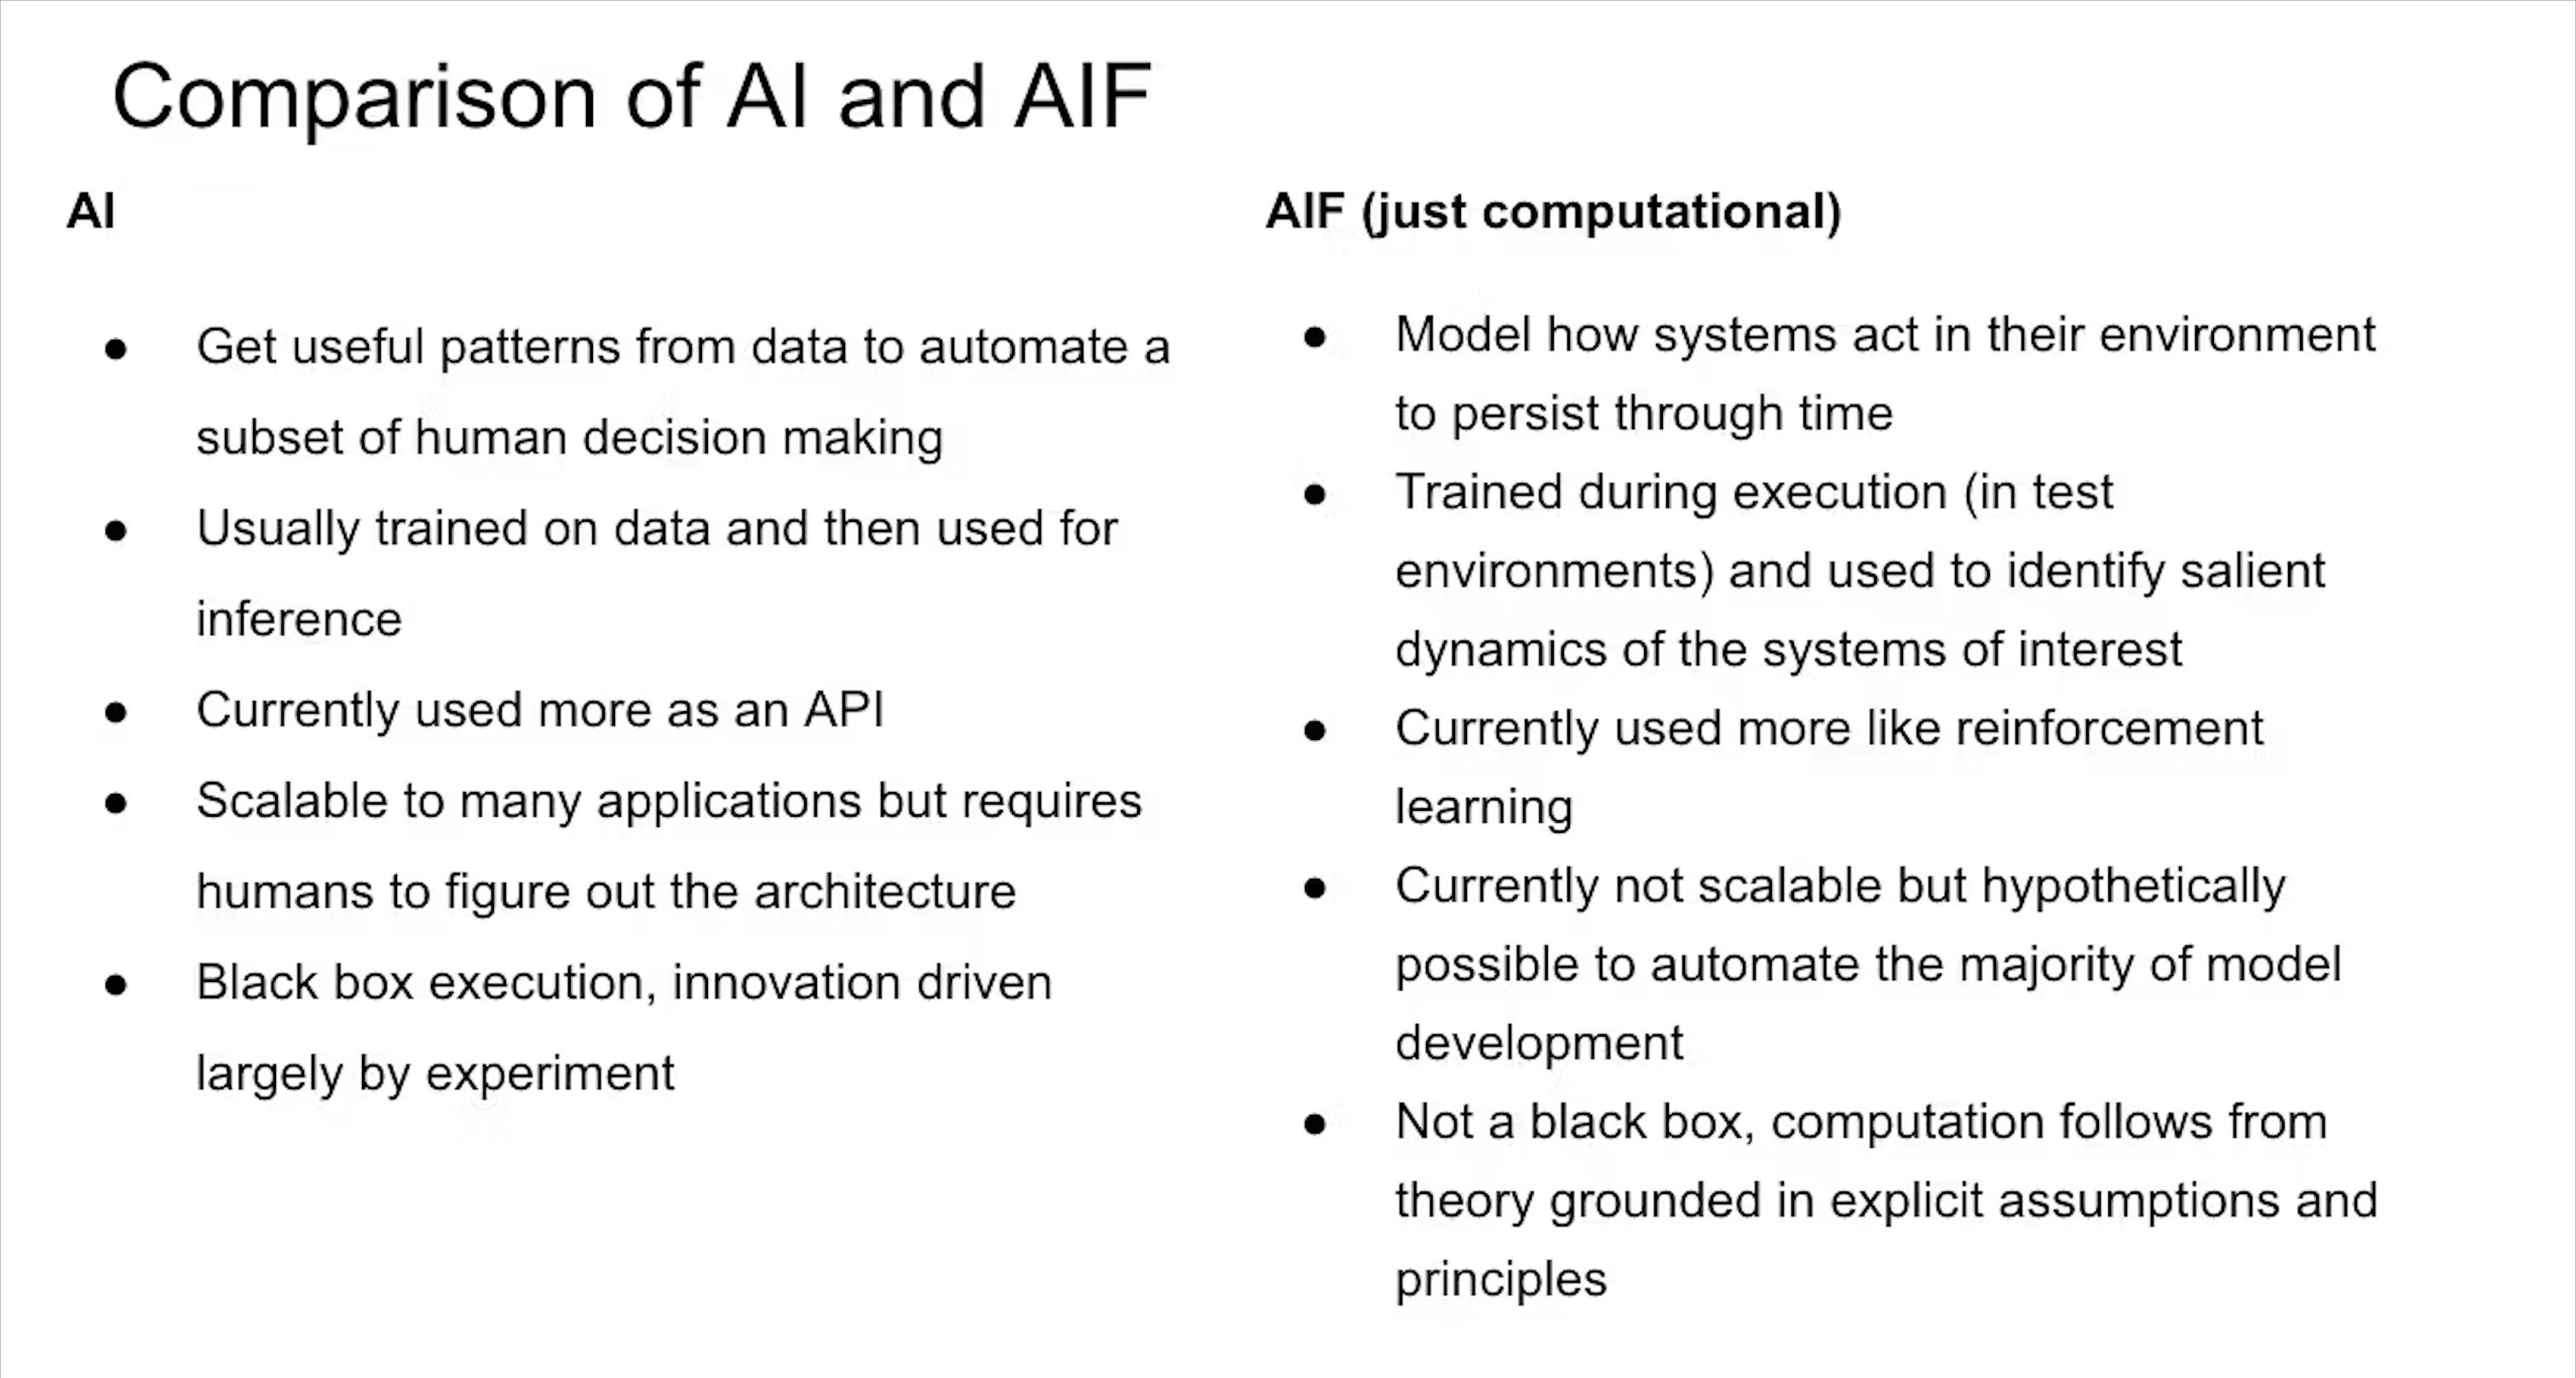 Comparison of AI and AIF
AI
● Get useful patterns from data to automate a
subset of human decision making
● Usually trained on data and then used for
inference
● Currently used more as an API
● Scalable to many applications but requires
humans to figure out the architecture
● Black box execution, innovation driven
largely by experiment
AIF (just computational)
● Model how systems act in their environment
to persist through time
● Trained during execution (in test
environments) and used to identify salient
dynamics of the systems of interest
● Currently used more like reinforcement
learning
● Currently not scalable but hypothetically
possible to automate the majority of model
development
● Not a black box, computation follows from
theory grounded in explicit assumptions and
principles